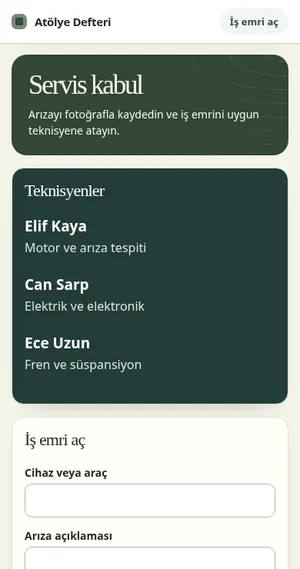 Atölye Defteri
İş emri aç
Servis kabul
Arızayı fotoğrafla kaydedin ve iş emrini uygun
teknisyene atayın.
Teknisyenler
Elif Kaya
Motor ve arıza tespiti
Can Sarp
Elektrik ve elektronik
Ece Uzun
Fren ve süspansiyon
İş emri aç
Cihaz veya araç
Arıza açıklaması